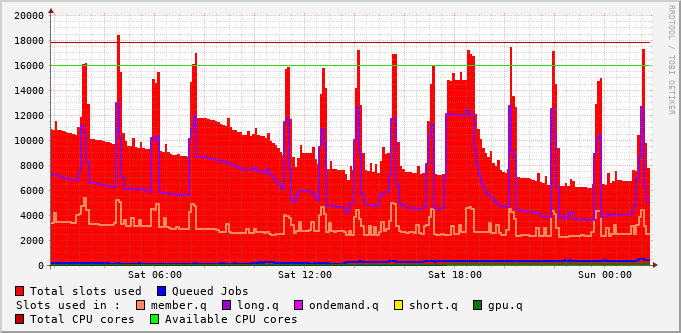 20000
18000
16000
14000
12000
10000
8000
6000
4000
2000
0
Sat 06:00 Sat 12:00 Sat 18:00 Sun 00:00
RRDTOOL / TOBI OETIKER
Total slots used Queued Jobs
Slots used in : member.q long.q ondemand.q short.q gpu.q
Total CPU cores Available CPU cores